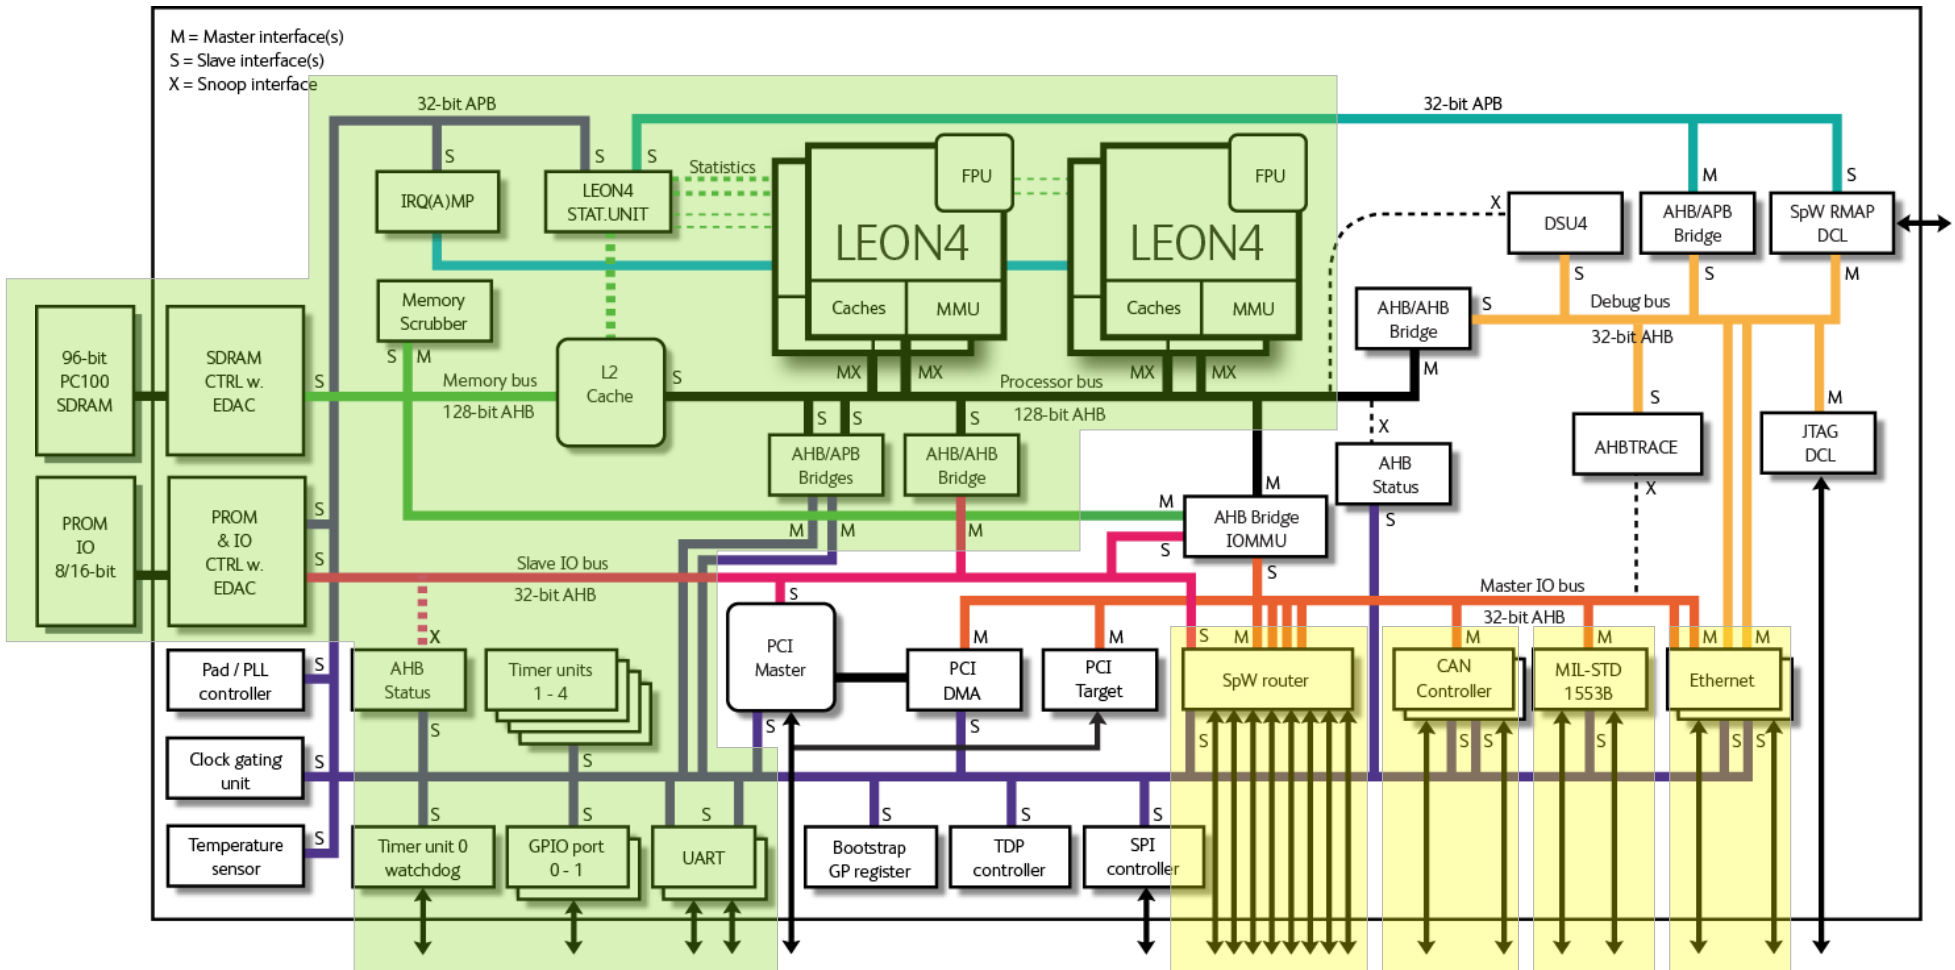 M = Master interface(s)
S = Slave interface(s)
X = Snoop interface
32-bit APB
32-bit APB
S
S
S
Statistics
IRQ(A)MP
LEON4
STAT.UNIT
FPU
LEON4
Caches
MMU
FPU
LEON4
Caches
MMU
X
DSU4
M
AHB/APB
Bridge
S
SpW RMAP
DCL
S
S
M
Memory
Scrubber
S
M
AHB/AHB
Bridge
S
Debug bus
32-bit AHB
M
96-bit
PC100
SDRAM
SDRAM
CTRL w.
EDAC
S
Memory bus
128-bit AHB
L2
Cache
S
MX
MX
Processor bus
128-bit AHB
MX
MX
S
S
S
X
S
M
AHB/APB
Bridges
AHB/AHB
Bridge
AHB
Status
AHBTRACE
JTAG
DCL
M
M
X
PROM
IO
8/16-bit
PROM
& IO
CTRL w.
EDAC
S
S
M
M
M
AHB Bridge
IOMMU
S
S
S
Slave IO bus
32-bit AHB
Master IO bus
32-bit AHB
X
S
M
M
S
M
M
M
M
M
Pad / PLL
controller
S
AHB
Status
Timer units
1 - 4
PCI
Master
PCI
DMA
PCI
Target
SpW router
CAN
Controller
MIL-STD
1553B
Ethernet
S
S
S
S
S
S
S
S
S
Clock gating
unit
S
S
Temperature
sensor
S
S
S
S
S
S
S
Timer unit 0
watchdog
GPIO port
0 - 1
UART
Bootstrap
GP register
TDP
controller
SPI
controller